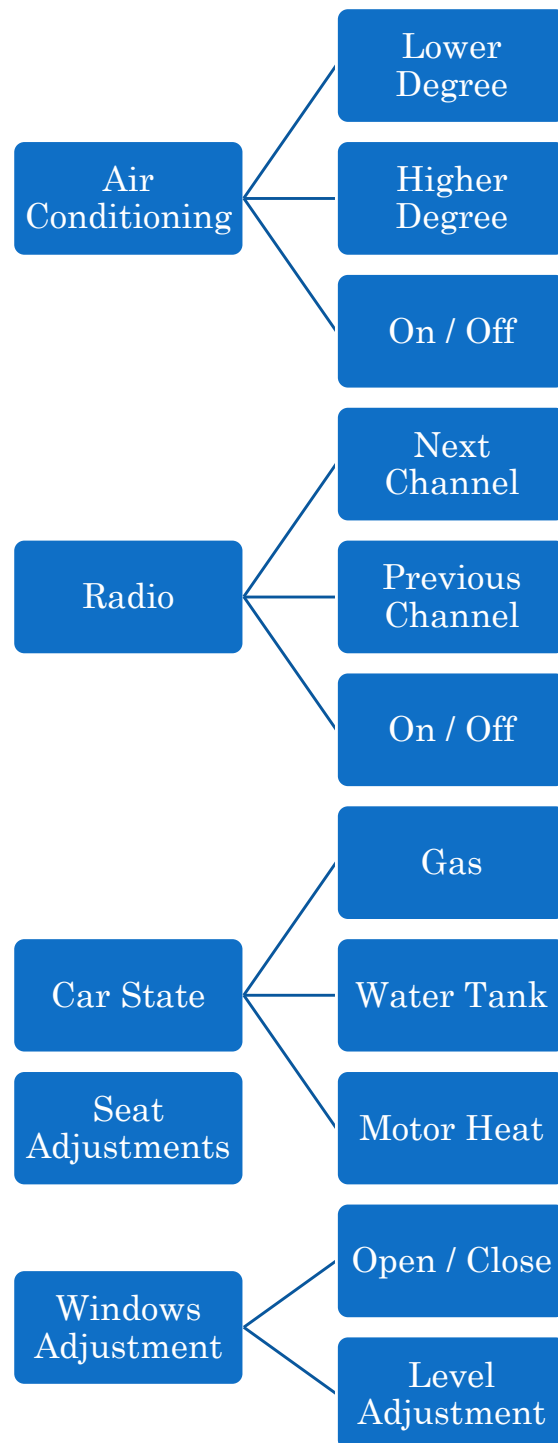 Air
Conditioning
Lower
Degree
Higher
Degree
On / Off
Radio
Next
Channel
Previous
Channel
On / Off
Car State
Gas
Water Tank
Motor Heat
Seat
Adjustments
Windows
Adjustment
Open / Close
Level
Adjustment